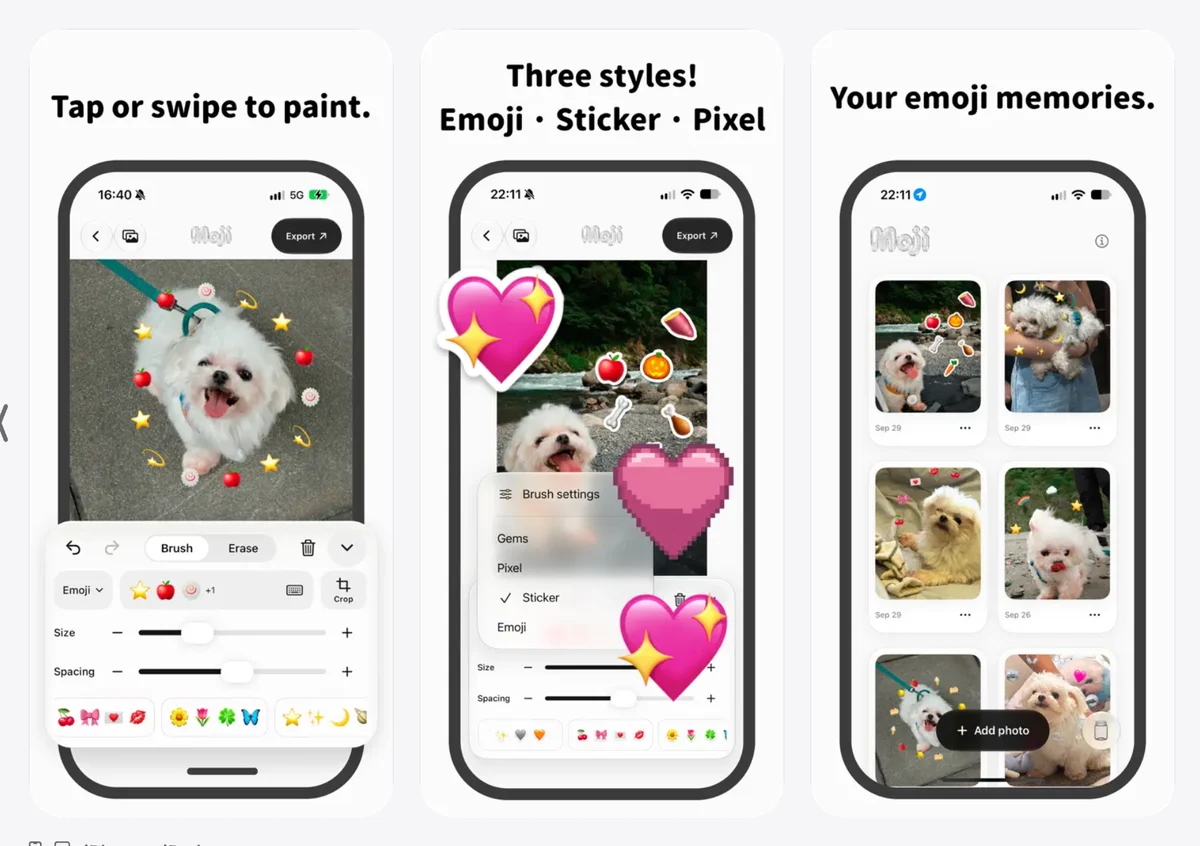 Tap or swipe to paint.
16:40
5G
Moji
Export ↗
Brush
Erase
Emoji
+1
Crop
Size
Spacing
Three styles!
Emoji・Sticker・Pixel
22:11
Moji
Export ↗
Brush settings
Gems
Pixel
✓ Sticker
Emoji
Size
Spacing
Your emoji memories.
22:11
Moji
Sep 29
Sep 29
Sep 29
Sep 26
+ Add photo